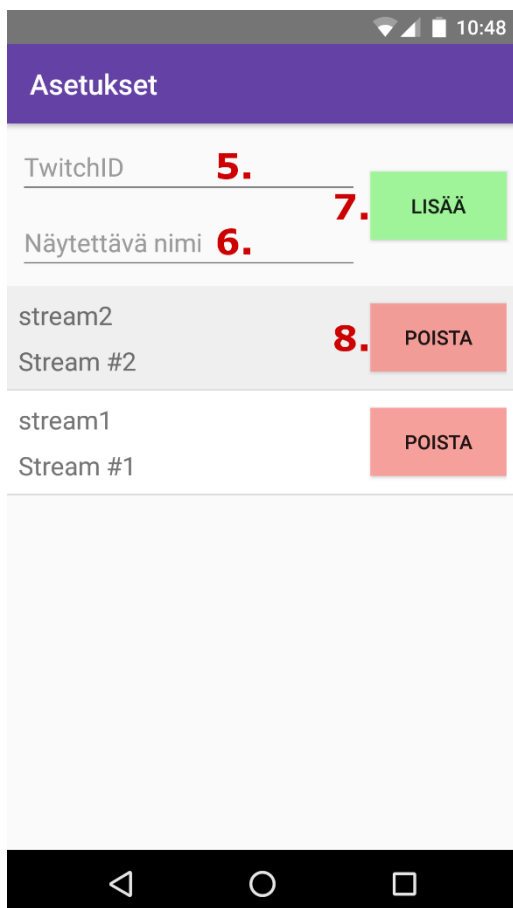 10:48
Asetukset
TwitchID 5.
7. LISÄÄ
Näytettävä nimi 6.
stream2
8. POISTA
Stream #2
stream1
POISTA
Stream #1